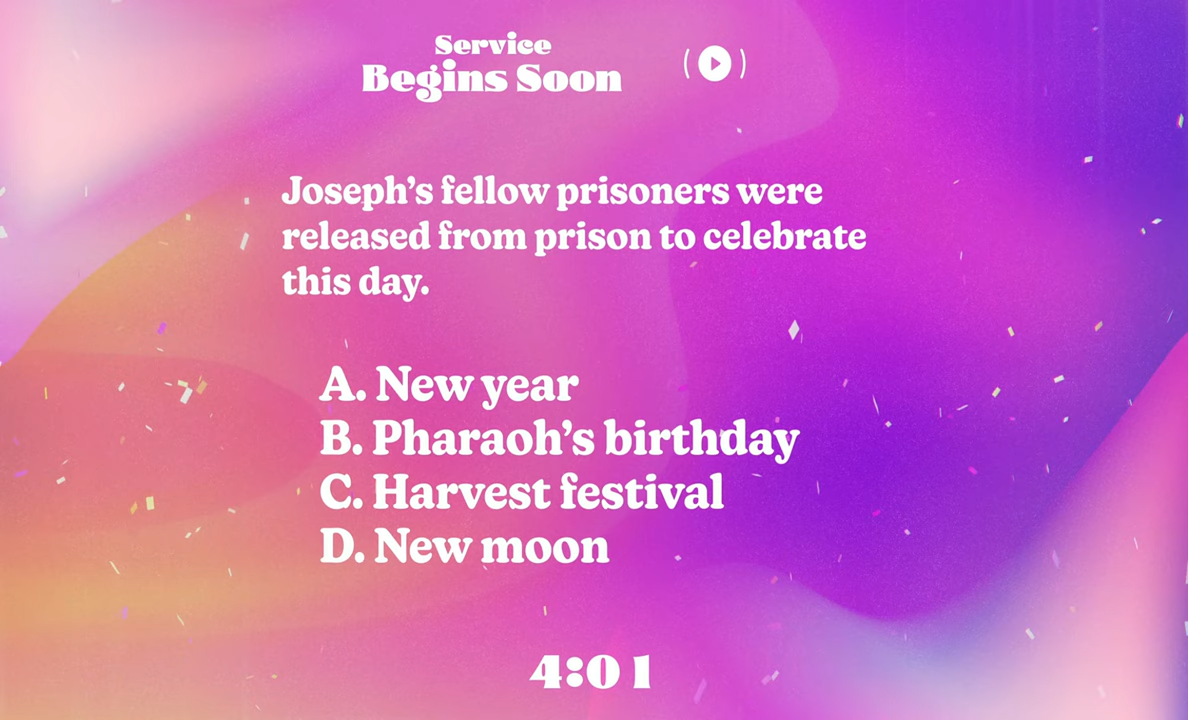 Service
Begins Soon
Joseph's fellow prisoners were
released from prison to celebrate
this day.
A. New year
B. Pharaoh's birthday
C. Harvest festival
D. New moon
4:01